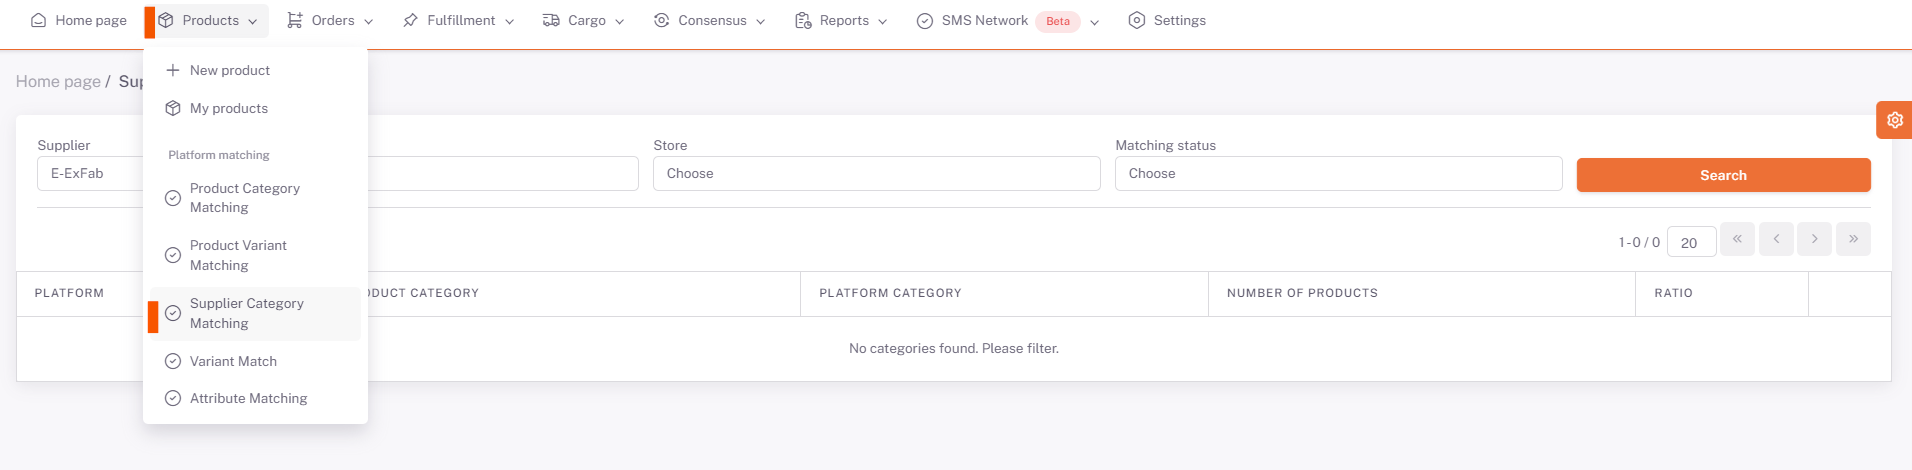 Home page Products Orders Fulfillment Cargo Consensus Reports SMS Network Beta Settings
Home page / Sup
New product
My products
Platform matching
Product Category
Matching
Product Variant
Matching
Supplier Category
Matching
Variant Match
Attribute Matching
Supplier Store Matching status
E-ExFab Choose Choose Search
1 - 0 / 0 20 « ‹ › »
PLATFORM DUCT CATEGORY PLATFORM CATEGORY NUMBER OF PRODUCTS RATIO
No categories found. Please filter.